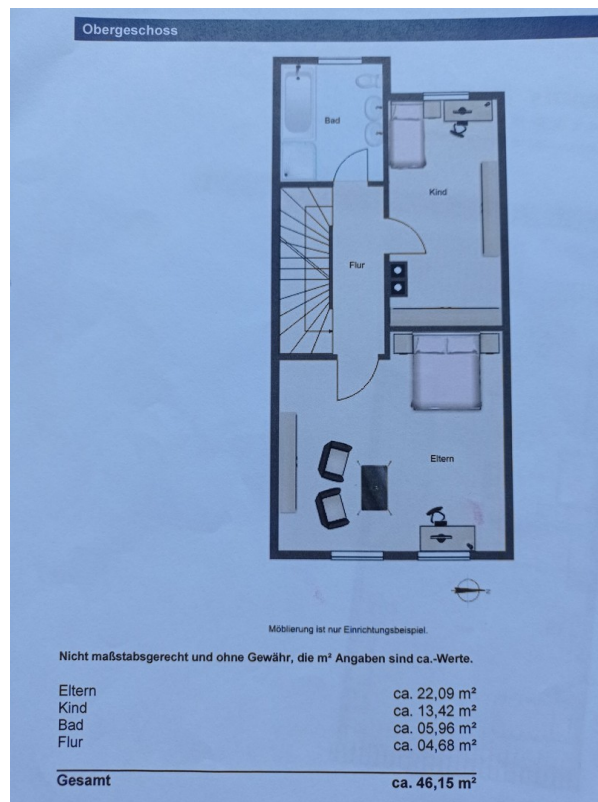 Obergeschoss
Bad
Kind
Flur
Eltern
Möblierung ist nur Einrichtungsbeispiel.
Nicht maßstabsgerecht und ohne Gewähr, die m² Angaben sind ca.-Werte.
Eltern ca. 22,09 m²
Kind ca. 13,42 m²
Bad ca. 05,96 m²
Flur ca. 04,68 m²
Gesamt ca. 46,15 m²